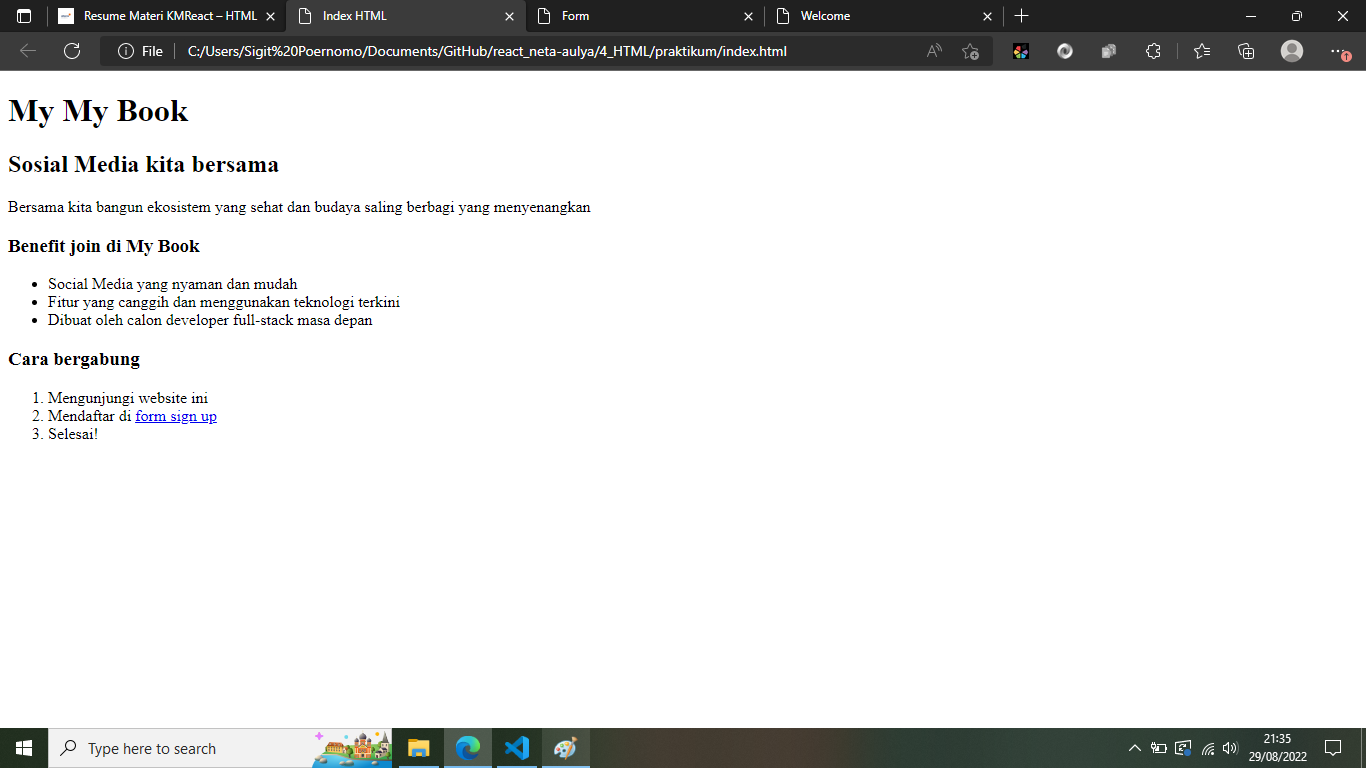 Resume Materi KMReact – HTML
Index HTML
Form
Welcome
File
C:/Users/Sigit%20Poernomo/Documents/GitHub/react_neta-aulya/4_HTML/praktikum/index.html
My My Book
Sosial Media kita bersama
Bersama kita bangun ekosistem yang sehat dan budaya saling berbagi yang menyenangkan
Benefit join di My Book
• Social Media yang nyaman dan mudah
• Fitur yang canggih dan menggunakan teknologi terkini
• Dibuat oleh calon developer full-stack masa depan
Cara bergabung
1. Mengunjungi website ini
2. Mendaftar di form sign up
3. Selesai!
Type here to search
21:35
29/08/2022